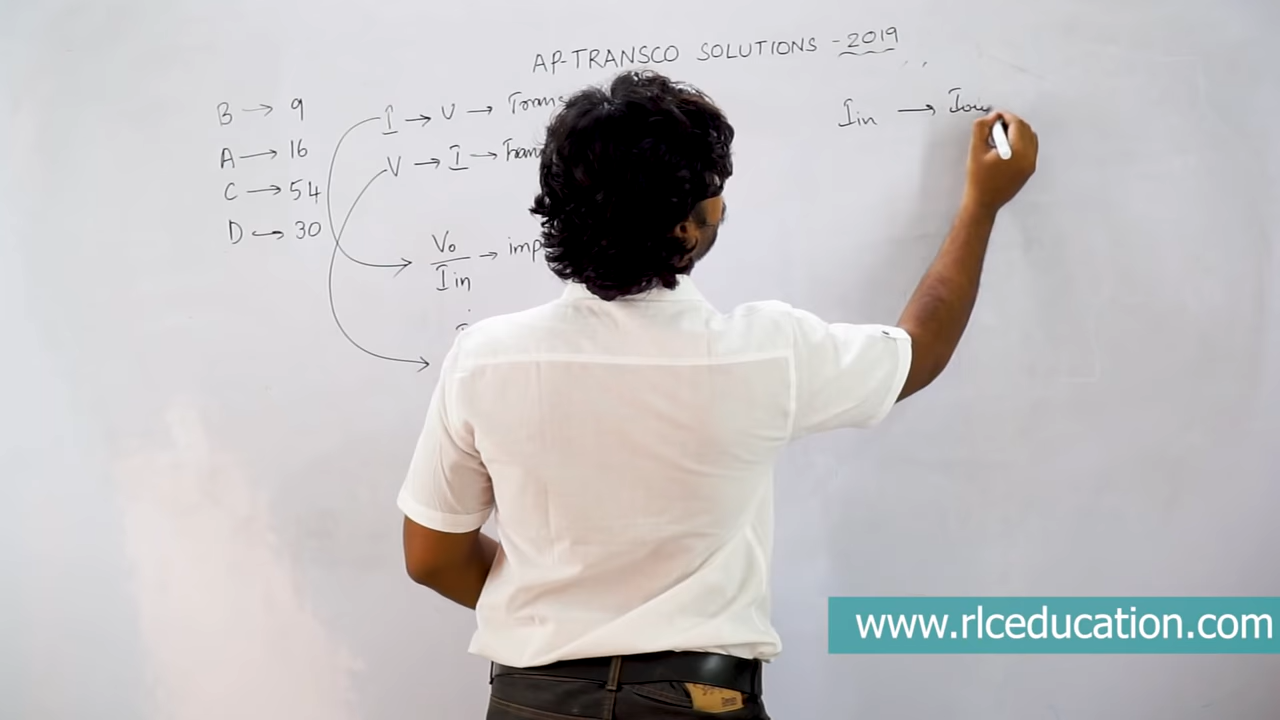 AP-TRANSCO SOLUTIONS - 2019
B → 9
A → 16
C → 54
D → 30
I → V → Trans
V → I → Tran
Vo
Iin
→ imp
Iin → Iou
www.rlceducation.com